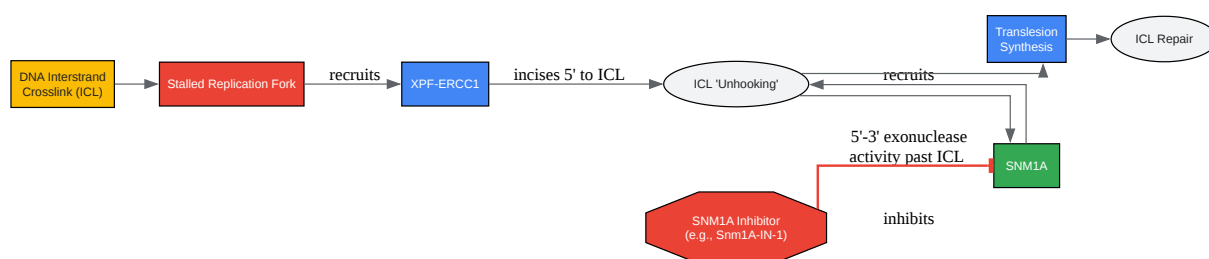 DNA Interstrand
Crosslink (ICL)
Stalled Replication Fork
recruits
XPF-ERCC1
incises 5' to ICL
ICL 'Unhooking'
recruits
Translesion
Synthesis
ICL Repair
5'-3' exonuclease
activity past ICL
SNM1A
SNM1A Inhibitor
(e.g., Snm1A-IN-1)
inhibits